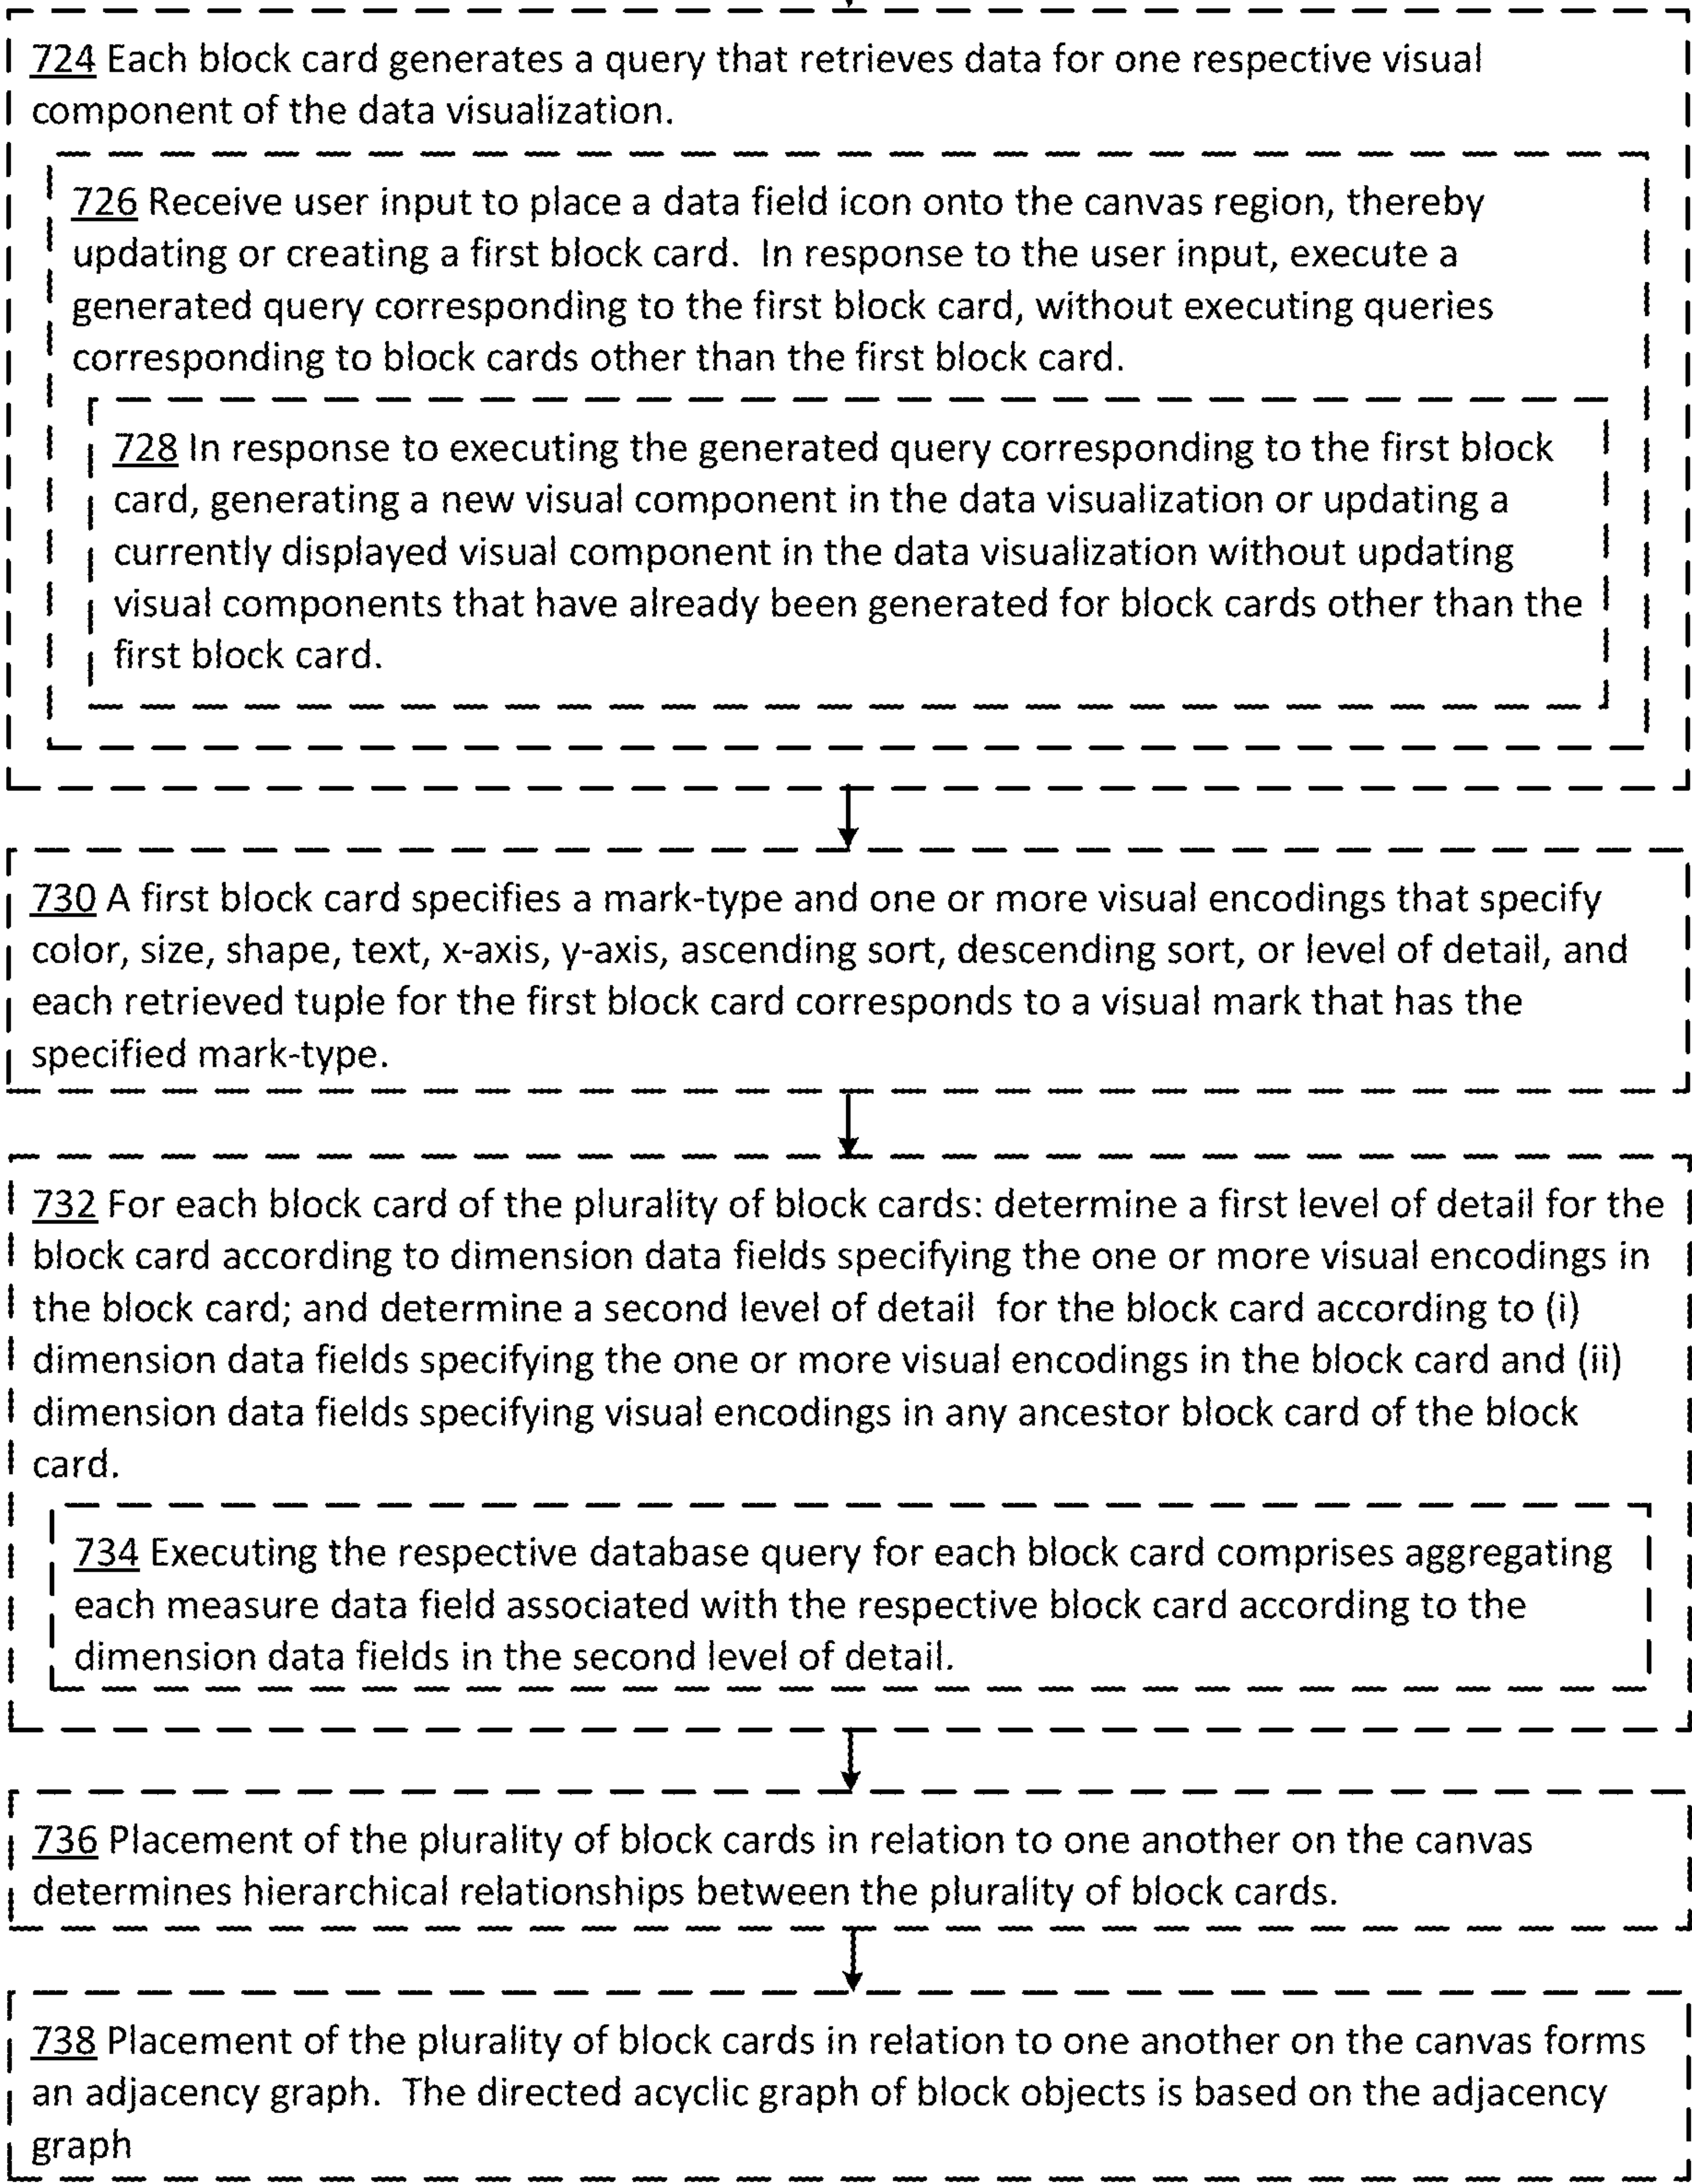 724 Each block card generates a query that retrieves data for one respective visual
component of the data visualization.
726 Receive user input to place a data field icon onto the canvas region, thereby
updating or creating a first block card.  In response to the user input, execute a
generated query corresponding to the first block card, without executing queries
corresponding to block cards other than the first block card.
728 In response to executing the generated query corresponding to the first block
card, generating a new visual component in the data visualization or updating a
currently displayed visual component in the data visualization without updating
visual components that have already been generated for block cards other than the
first block card.
730 A first block card specifies a mark-type and one or more visual encodings that specify
color, size, shape, text, x-axis, y-axis, ascending sort, descending sort, or level of detail, and
each retrieved tuple for the first block card corresponds to a visual mark that has the
specified mark-type.
732 For each block card of the plurality of block cards: determine a first level of detail for the
block card according to dimension data fields specifying the one or more visual encodings in
the block card; and determine a second level of detail  for the block card according to (i)
dimension data fields specifying the one or more visual encodings in the block card and (ii)
dimension data fields specifying visual encodings in any ancestor block card of the block
card.
734 Executing the respective database query for each block card comprises aggregating
each measure data field associated with the respective block card according to the
dimension data fields in the second level of detail.
736 Placement of the plurality of block cards in relation to one another on the canvas
determines hierarchical relationships between the plurality of block cards.
738 Placement of the plurality of block cards in relation to one another on the canvas forms
an adjacency graph.  The directed acyclic graph of block objects is based on the adjacency
graph